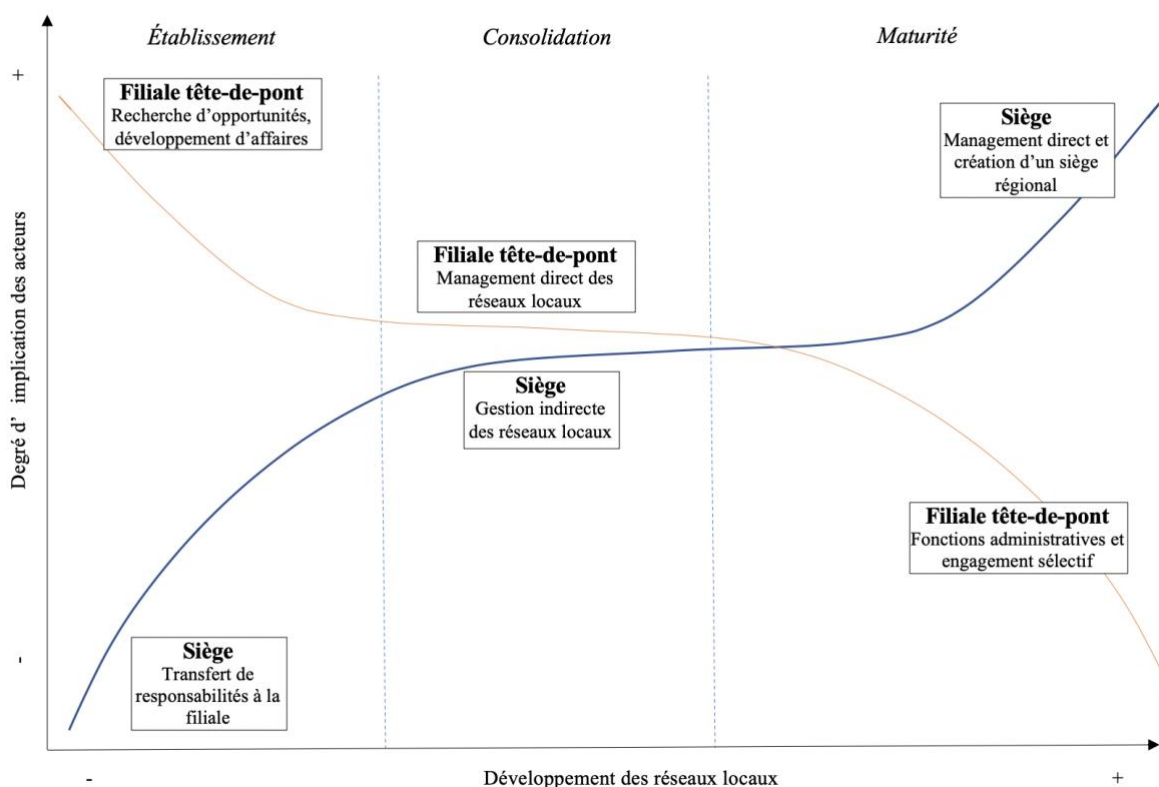 Établissement
Consolidation
Maturité
+
Filiale tête-de-pont
Recherche d’opportunités,
développement d’affaires
Siège
Management direct et
création d’un siège
régional
Filiale tête-de-pont
Management direct des
réseaux locaux
Siège
Gestion indirecte
des réseaux locaux
Filiale tête-de-pont
Fonctions administratives et
engagement sélectif
Siège
Transfert de
responsabilités à la
filiale
Degré d’ implication des acteurs
-
-
Développement des réseaux locaux
+